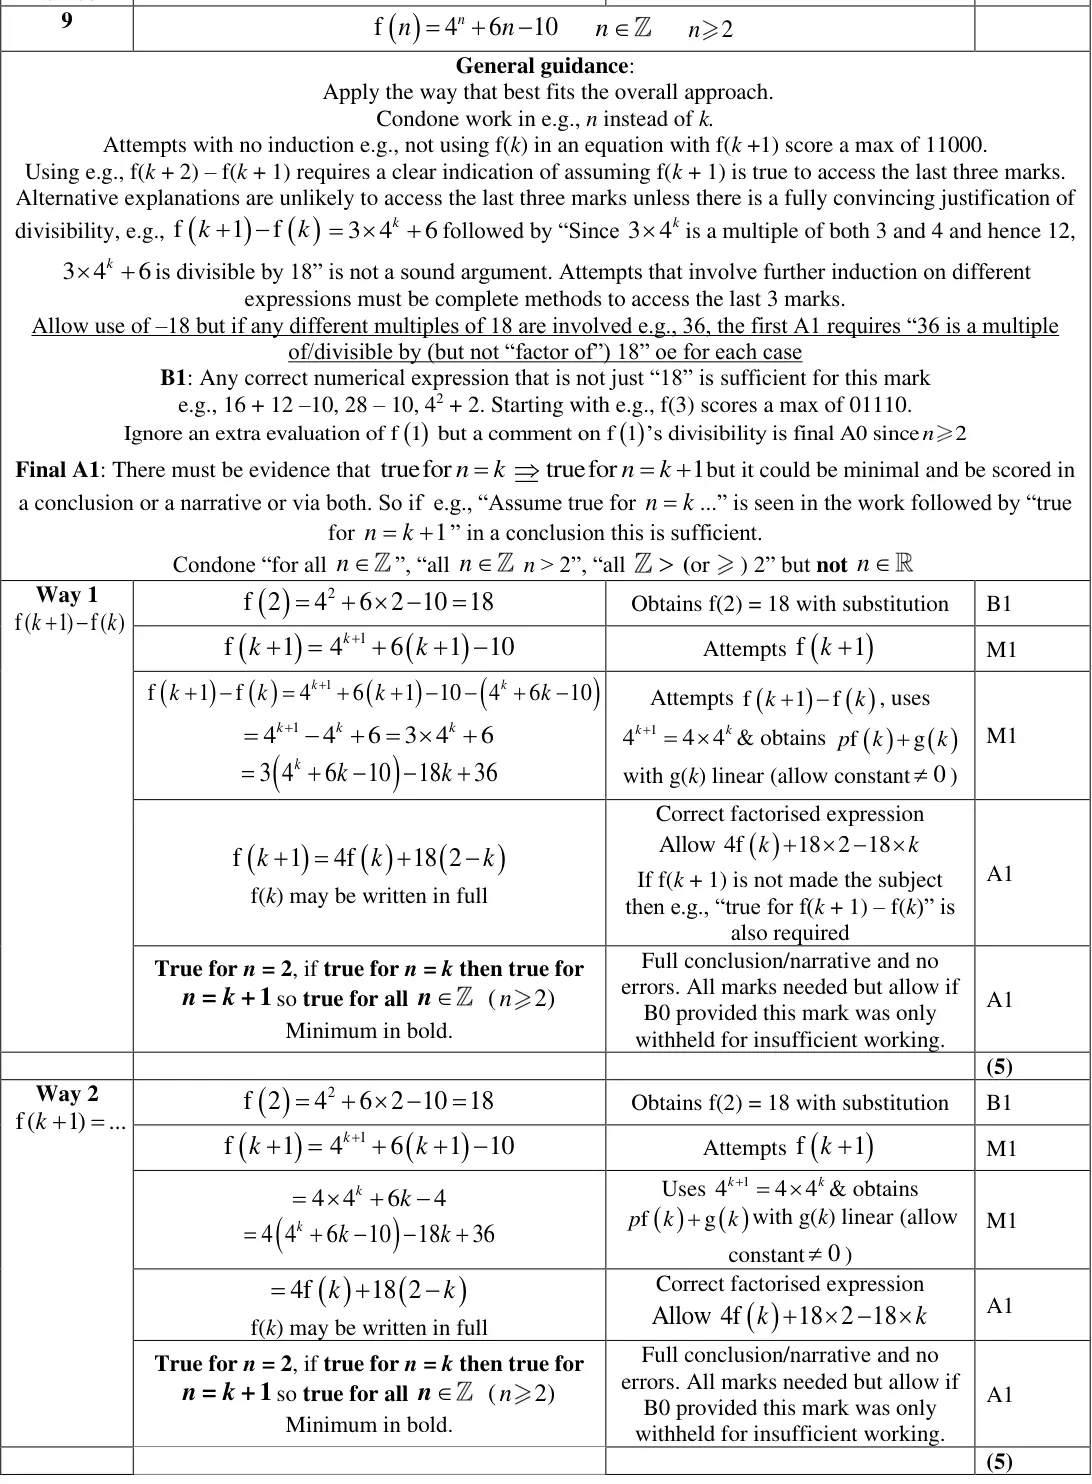 9 f(n) = 4ⁿ + 6n − 10 n ∈ ℤ n ⩾ 2
General guidance:
Apply the way that best fits the overall approach.
Condone work in e.g., n instead of k.
Attempts with no induction e.g., not using f(k) in an equation with f(k +1) score a max of 11000.
Using e.g., f(k + 2) – f(k + 1) requires a clear indication of assuming f(k + 1) is true to access the last three marks.
Alternative explanations are unlikely to access the last three marks unless there is a fully convincing justification of
divisibility, e.g., f(k+1) − f(k) = 3×4ᵏ + 6 followed by “Since 3×4ᵏ is a multiple of both 3 and 4 and hence 12,
3×4ᵏ + 6 is divisible by 18” is not a sound argument. Attempts that involve further induction on different
expressions must be complete methods to access the last 3 marks.
Allow use of –18 but if any different multiples of 18 are involved e.g., 36, the first A1 requires “36 is a multiple
of/divisible by (but not “factor of”) 18” oe for each case
B1: Any correct numerical expression that is not just “18” is sufficient for this mark
e.g., 16 + 12 –10, 28 – 10, 4² + 2. Starting with e.g., f(3) scores a max of 01110.
Ignore an extra evaluation of f(1) but a comment on f(1)’s divisibility is final A0 since n⩾2
Final A1: There must be evidence that true for n = k ⇒ true for n = k+1 but it could be minimal and be scored in
a conclusion or a narrative or via both. So if e.g., “Assume true for n = k ...” is seen in the work followed by “true
for n = k+1” in a conclusion this is sufficient.
Condone “for all n ∈ ℤ”, “all n ∈ ℤ n > 2”, “all ℤ > (or ⩾ ) 2” but not n ∈ ℝ
Way 1
f(k+1)−f(k)
f(2) = 4² + 6×2 − 10 = 18
Obtains f(2) = 18 with substitution
B1
f(k+1) = 4ᵏ⁺¹ + 6(k+1) − 10
Attempts f(k+1)
M1
f(k+1) − f(k) = 4ᵏ⁺¹ + 6(k+1) − 10 − (4ᵏ + 6k − 10)
= 4ᵏ⁺¹ − 4ᵏ + 6 = 3×4ᵏ + 6
= 3(4ᵏ + 6k − 10) − 18k + 36
Attempts f(k+1) − f(k), uses
4ᵏ⁺¹ = 4×4ᵏ & obtains pf(k) + g(k)
with g(k) linear (allow constant ≠ 0 )
M1
f(k+1) = 4f(k) + 18(2−k)
f(k) may be written in full
Correct factorised expression
Allow 4f(k) + 18×2 − 18×k
If f(k + 1) is not made the subject
then e.g., “true for f(k + 1) – f(k)” is
also required
A1
True for n = 2, if true for n = k then true for
n = k + 1 so true for all n ∈ ℤ (n⩾2)
Minimum in bold.
Full conclusion/narrative and no
errors. All marks needed but allow if
B0 provided this mark was only
withheld for insufficient working.
A1
(5)
Way 2
f(k+1) = ...
f(2) = 4² + 6×2 − 10 = 18
Obtains f(2) = 18 with substitution
B1
f(k+1) = 4ᵏ⁺¹ + 6(k+1) − 10
Attempts f(k+1)
M1
= 4×4ᵏ + 6k − 4
= 4(4ᵏ + 6k − 10) − 18k + 36
Uses 4ᵏ⁺¹ = 4×4ᵏ & obtains
pf(k) + g(k) with g(k) linear (allow
constant ≠ 0 )
M1
= 4f(k) + 18(2−k)
f(k) may be written in full
Correct factorised expression
Allow 4f(k) + 18×2 − 18×k
A1
True for n = 2, if true for n = k then true for
n = k + 1 so true for all n ∈ ℤ (n⩾2)
Minimum in bold.
Full conclusion/narrative and no
errors. All marks needed but allow if
B0 provided this mark was only
withheld for insufficient working.
A1
(5)